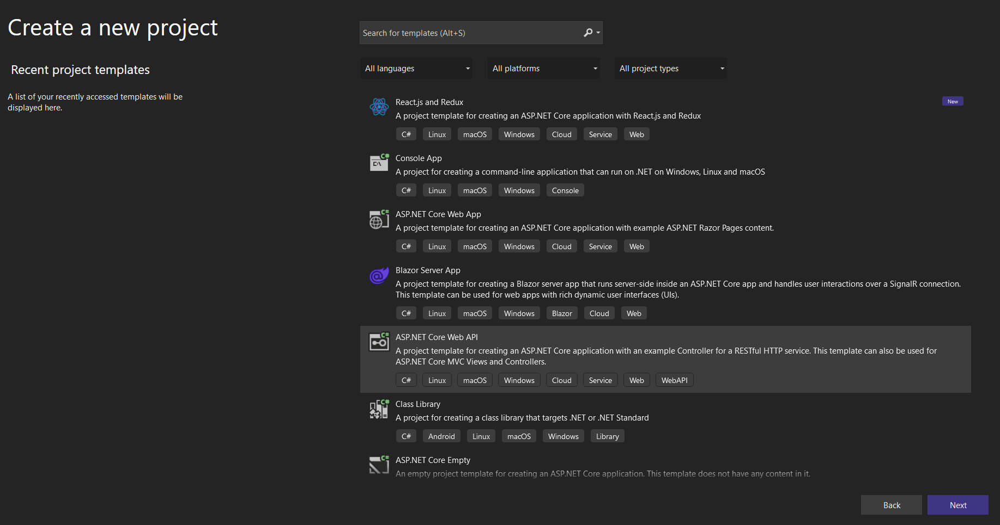 Create a new project
Recent project templates
A list of your recently accessed templates will be
displayed here.
Search for templates (Alt+S)
All languages
All platforms
All project types
React.js and Redux
New
A project template for creating an ASP.NET Core application with React.js and Redux
C# Linux macOS Windows Cloud Service Web
C#
C:\
Console App
A project for creating a command-line application that can run on .NET on Windows, Linux and macOS
C# Linux macOS Windows Console
C#
ASP.NET Core Web App
A project template for creating an ASP.NET Core application with example ASP.NET Razor Pages content.
C# Linux macOS Windows Cloud Service Web
Blazor Server App
A project template for creating a Blazor server app that runs server-side inside an ASP.NET Core app and handles user interactions over a SignalR connection.
This template can be used for web apps with rich dynamic user interfaces (UIs).
C# Linux macOS Windows Blazor Cloud Web
C#
ASP.NET Core Web API
A project template for creating an ASP.NET Core application with an example Controller for a RESTful HTTP service. This template can also be used for
ASP.NET Core MVC Views and Controllers.
C# Linux macOS Windows Cloud Service Web WebAPI
C#
Class Library
A project for creating a class library that targets .NET or .NET Standard
C# Android Linux macOS Windows Library
C#
ASP.NET Core Empty
An empty project template for creating an ASP.NET Core application. This template does not have any content in it.
Back
Next